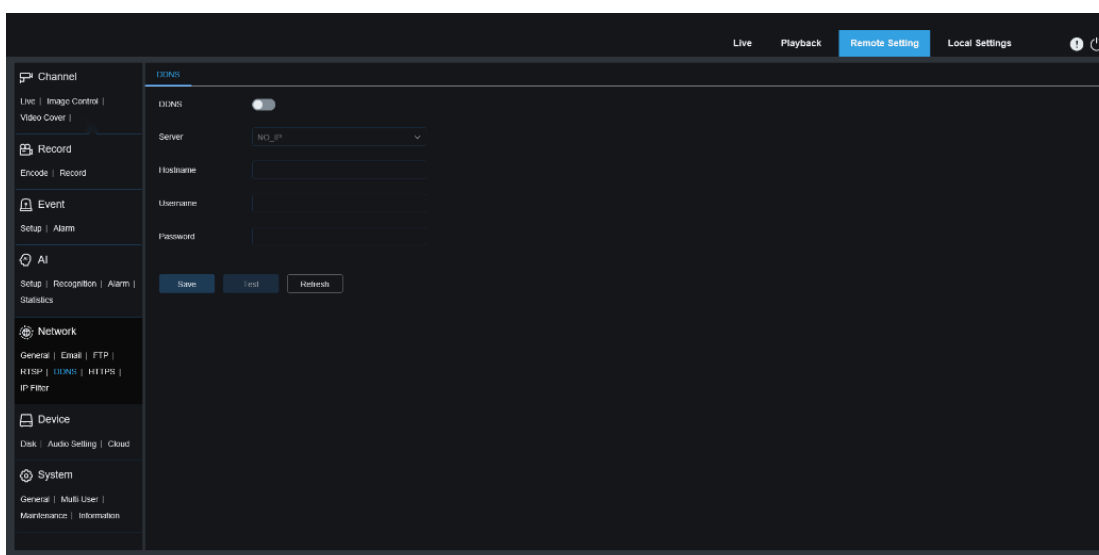 Live Playback Remote Setting Local Settings
Channel
Live | Image Control |
Video Cover |
Record
Encode | Record
Event
Setup | Alarm
AI
Setup | Recognition | Alarm |
Statistics
Network
General | Email | FTP |
RTSP | DDNS | HTTPS |
IP Filter
Device
Disk | Audio Setting | Cloud
System
General | Multi-User |
Maintenance | Information
DDNS
DDNS
Server NO_IP
Hostname
Username
Password
Save Test Refresh